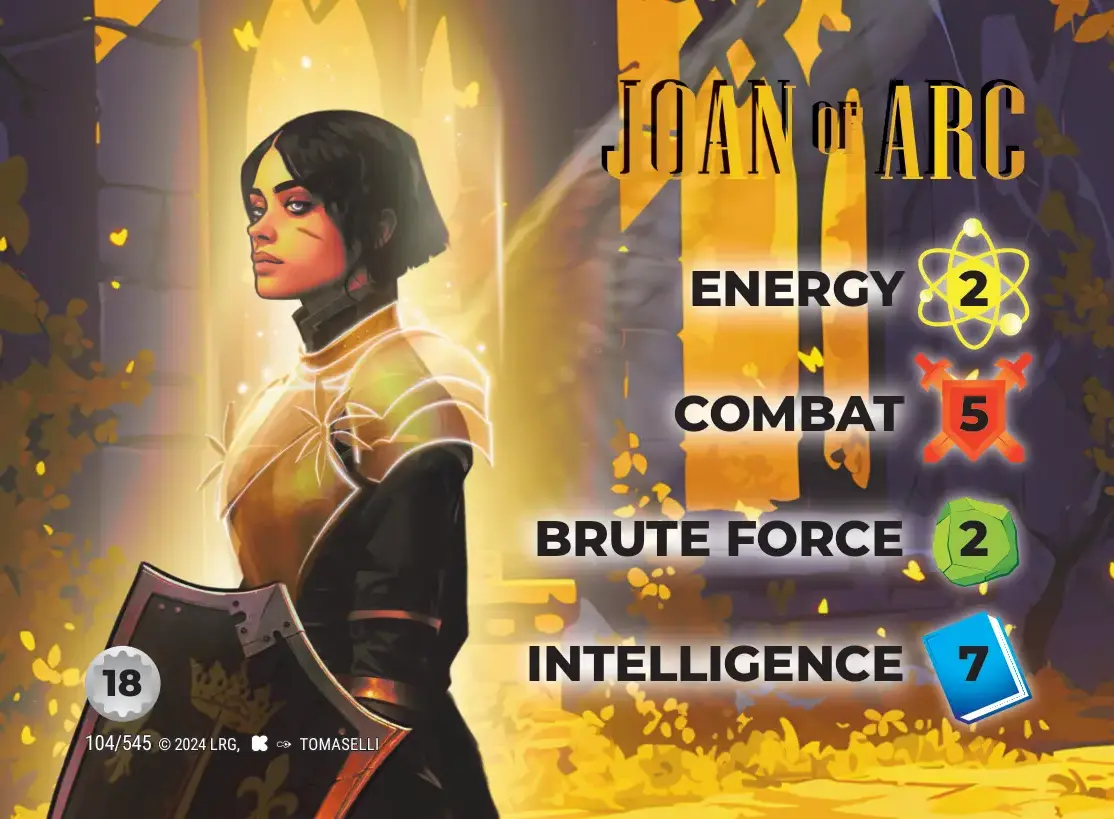 JOAN OF ARC
ENERGY 2
COMBAT 5
BRUTE FORCE 2
INTELLIGENCE 7
18
104/545 © 2024 LRG, TOMASELLI